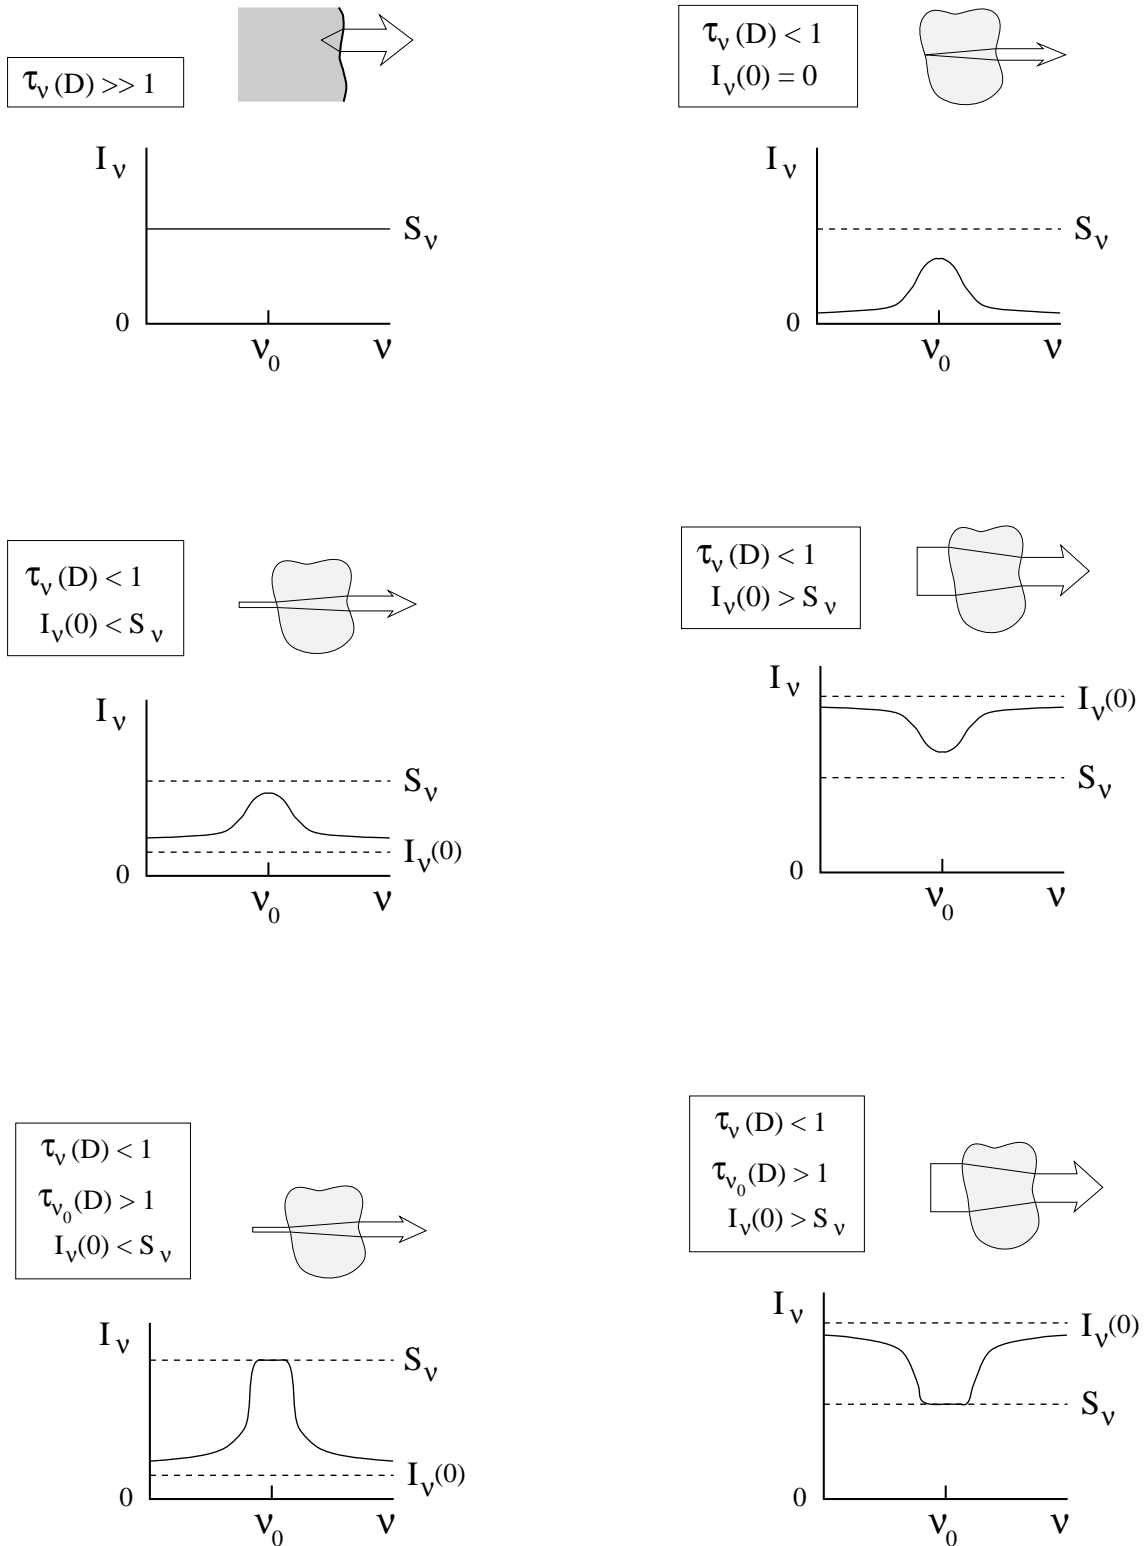 τν (D) >> 1
Iν
Sν
0
ν0
ν
τν (D) < 1
Iν(0) = 0
Iν
Sν
0
ν0
ν
τν (D) < 1
Iν(0) < Sν
Iν
Sν
Iν(0)
0
ν0
ν
τν (D) < 1
Iν(0) > Sν
Iν
Iν(0)
Sν
0
ν0
ν
τν (D) < 1
τν0(D) > 1
Iν(0) < Sν
Iν
Sν
Iν(0)
0
ν0
ν
τν (D) < 1
τν0(D) > 1
Iν(0) > Sν
Iν
Iν(0)
Sν
0
ν0
ν